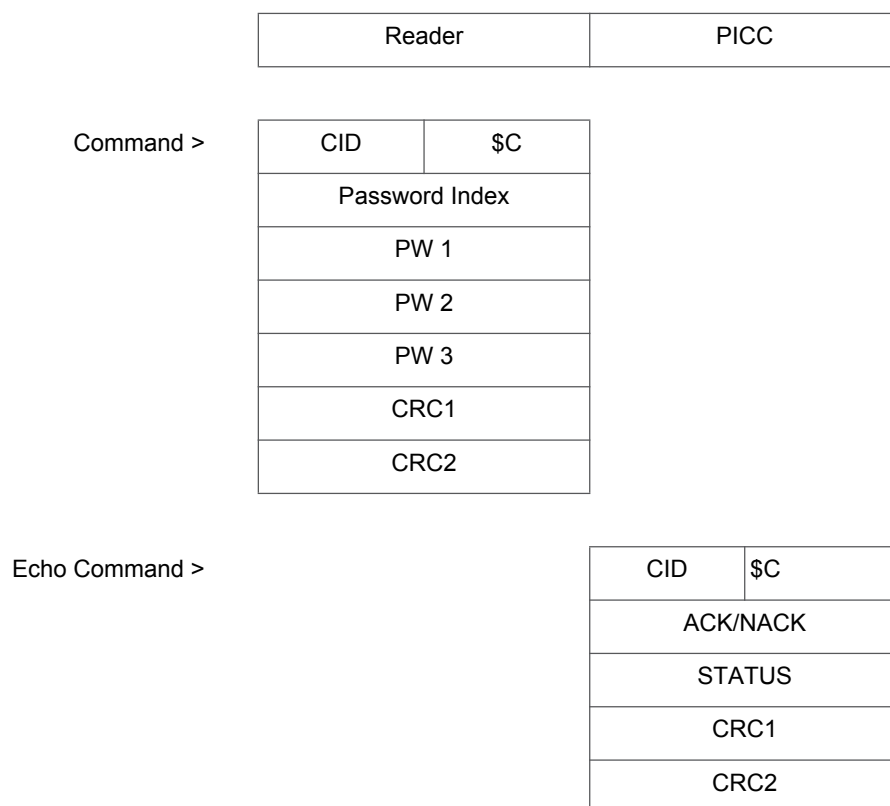 Reader PICC
Command > CID $C
Password Index
PW 1
PW 2
PW 3
CRC1
CRC2
Echo Command > CID $C
ACK/NACK
STATUS
CRC1
CRC2